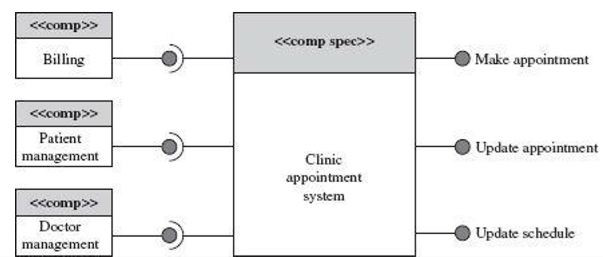 <<comp>>
Billing
<<comp>>
Patient
management
<<comp>>
Doctor
management
<<comp spec>>
Clinic
appointment
system
Make appointment
Update appointment
Update schedule